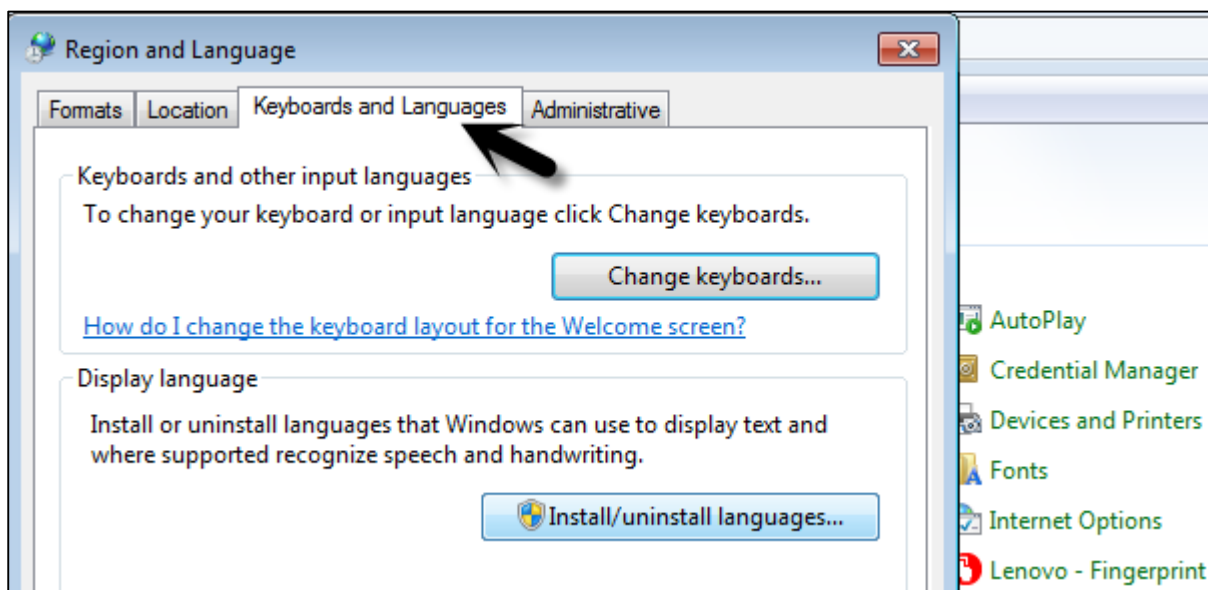 Region and Language
Formats Location Keyboards and Languages Administrative
Keyboards and other input languages
To change your keyboard or input language click Change keyboards.
Change keyboards...
How do I change the keyboard layout for the Welcome screen?
Display language
Install or uninstall languages that Windows can use to display text and
where supported recognize speech and handwriting.
Install/uninstall languages...
AutoPlay
Credential Manager
Devices and Printers
Fonts
Internet Options
Lenovo - Fingerprint